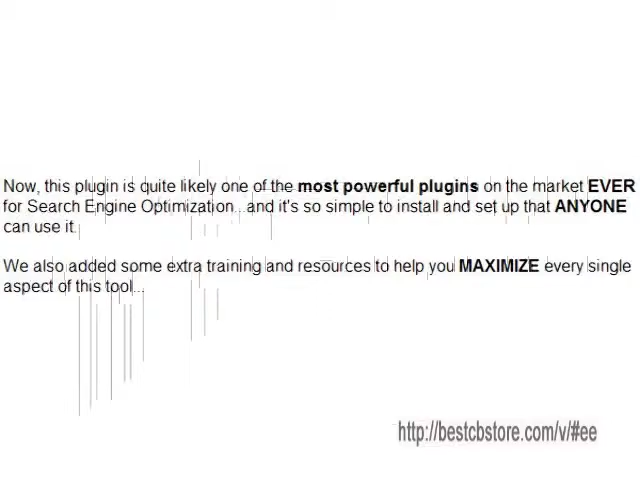 Now, this plugin is quite likely one of the most powerful plugins on the market EVER
for Search Engine Optimization...and it's so simple to install and set up that ANYONE
can use it.
We also added some extra training and resources to help you MAXIMIZE every single
aspect of this tool...
http://bestcbstore.com/v/#ee